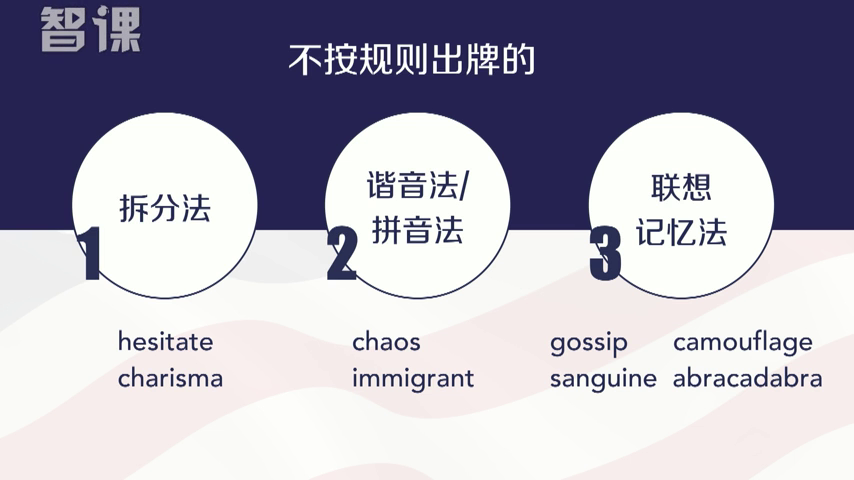 智课
不按规则出牌的
1
拆分法
2
谐音法/
拼音法
3
联想
记忆法
hesitate
charisma
chaos
immigrant
gossip camouflage
sanguine abracadabra